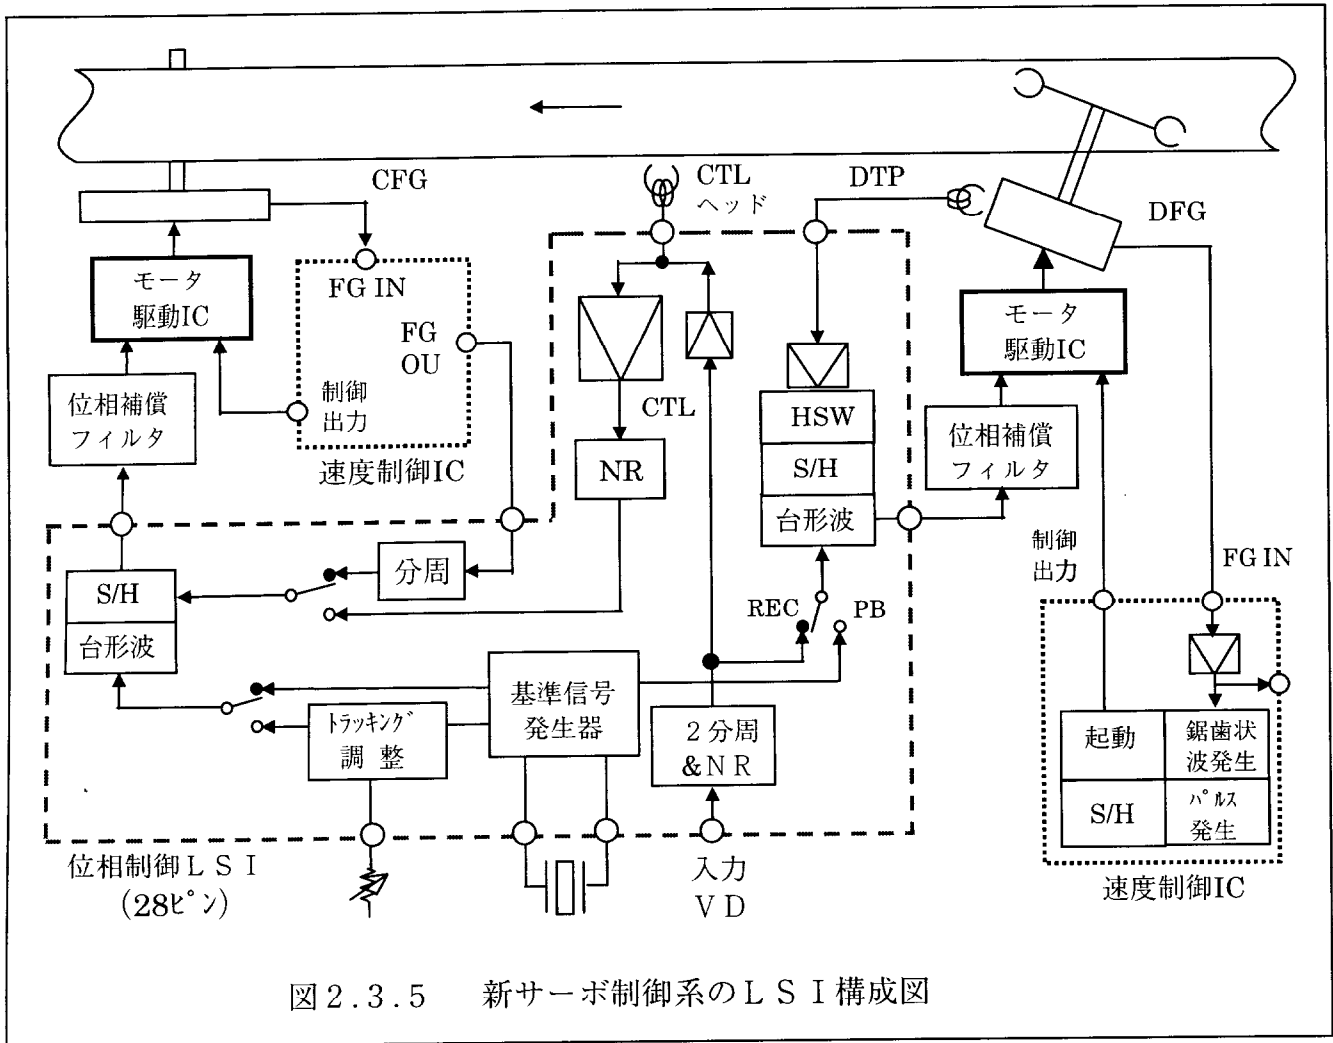 CFG
CTL
ヘッド
DTP
DFG
モータ
駆動IC
FG IN
FG
OU
制御
出力
速度制御IC
位相補償
フィルタ
CTL
NR
HSW
S/H
台形波
モータ
駆動IC
位相補償
フィルタ
制御
出力
FG IN
分周
S/H
台形波
REC
PB
基準信号
発生器
トラッキング
調整
2分周
&NR
起動
鋸歯状
波発生
S/H
パルス
発生
速度制御IC
位相制御LSI
(28ピン)
入力
VD
図2.3.5 新サーボ制御系のLSI構成図